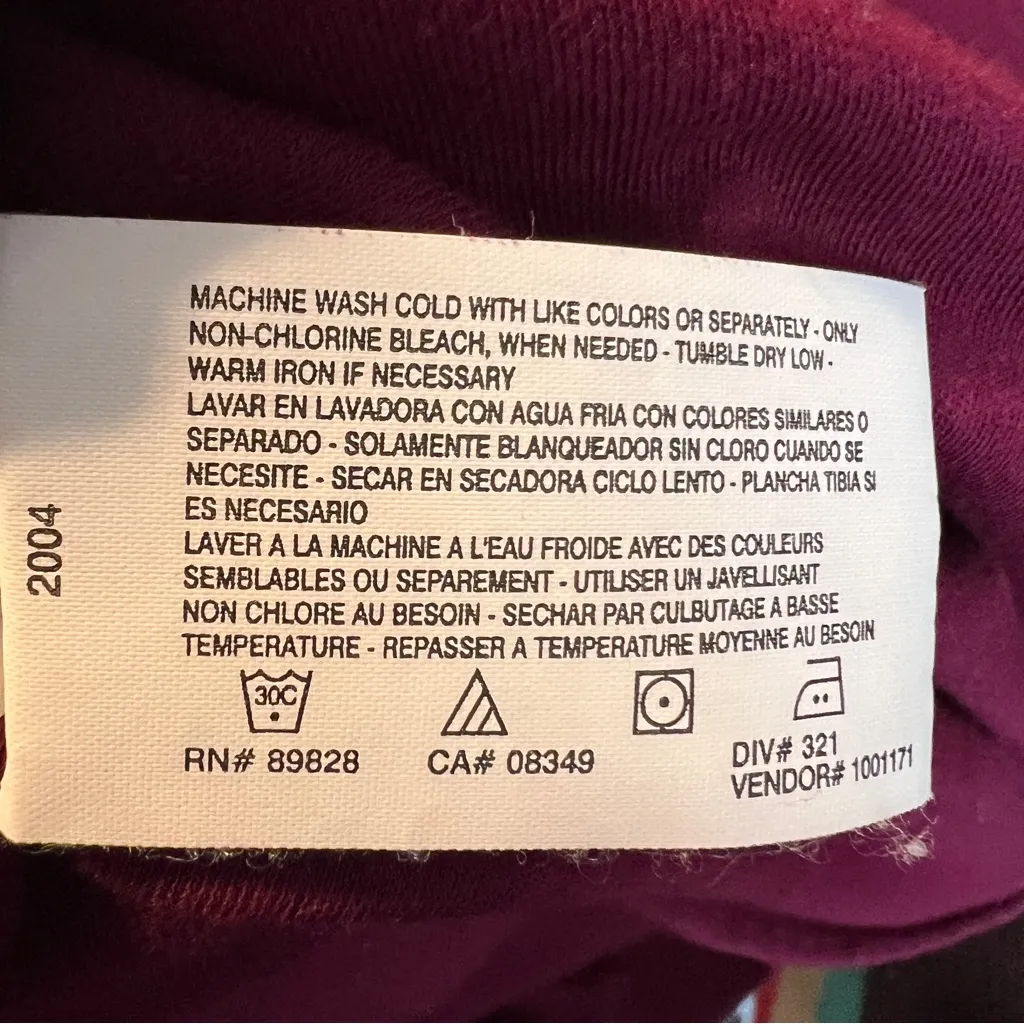 MACHINE WASH COLD WITH LIKE COLORS OR SEPARATELY - ONLY
NON-CHLORINE BLEACH, WHEN NEEDED - TUMBLE DRY LOW -
WARM IRON IF NECESSARY
LAVAR EN LAVADORA CON AGUA FRIA CON COLORES SIMILARES O
SEPARADO - SOLAMENTE BLANQUEADOR SIN CLORO CUANDO SE
NECESITE - SECAR EN SECADORA CICLO LENTO - PLANCHA TIBIA SI
ES NECESARIO
LAVER A LA MACHINE A L'EAU FROIDE AVEC DES COULEURS
SEMBLABLES OU SEPAREMENT - UTILISER UN JAVELLISANT
NON CHLORE AU BESOIN - SECHAR PAR CULBUTAGE A BASSE
TEMPERATURE - REPASSER A TEMPERATURE MOYENNE AU BESOIN
30C
RN# 89828 CA# 08349 DIV# 321
VENDOR# 1001171
2004